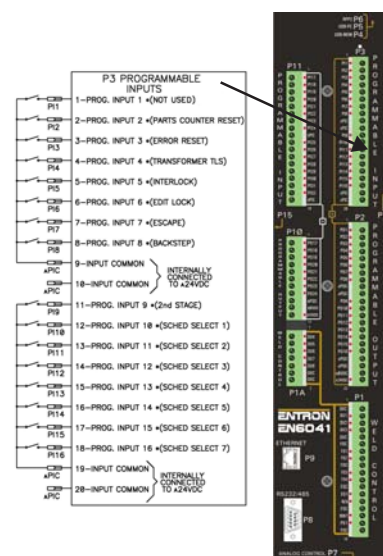 P3 PROGRAMMABLE
INPUTS
1-PROG. INPUT 1 *(NOT USED)
PI1
2-PROG. INPUT 2 *(PARTS COUNTER RESET)
PI2
3-PROG. INPUT 3 *(ERROR RESET)
PI3
4-PROG. INPUT 4 *(TRANSFORMER TLS)
PI4
5-PROG. INPUT 5 *(INTERLOCK)
PI5
6-PROG. INPUT 6 *(EDIT LOCK)
PI6
7-PROG. INPUT 7 *(ESCAPE)
PI7
8-PROG. INPUT 8 *(BACKSTEP)
PI8
9-INPUT COMMON
▲PIC
10-INPUT COMMON
▲PIC
INTERNALLY
CONNECTED
TO ▲24VDC
11-PROG. INPUT 9 *(2nd STAGE)
PI9
12-PROG. INPUT 10 *(SCHED SELECT 1)
PI10
13-PROG. INPUT 11 *(SCHED SELECT 2)
PI11
14-PROG. INPUT 12 *(SCHED SELECT 3)
PI12
15-PROG. INPUT 13 *(SCHED SELECT 4)
PI13
16-PROG. INPUT 14 *(SCHED SELECT 5)
PI14
17-PROG. INPUT 15 *(SCHED SELECT 6)
PI15
18-PROG. INPUT 16 *(SCHED SELECT 7)
PI16
19-INPUT COMMON
▲PIC
20-INPUT COMMON
▲PIC
INTERNALLY
CONNECTED
TO ▲24VDC
P6
P5
P4
P3
P11
PROGRAMMABLE INPUT
PROGRAMMABLE INPUT
P15
P
P2
P10
PROGRAMMABLE OUTPUT
PROGRAMMABLE OUTPUT
P1A
WELD CONTROL
P1
WELD CONTROL
ENTRON
EN6041
ETHERNET
P9
RS232/485
P8
ANALOG CONTROL P7